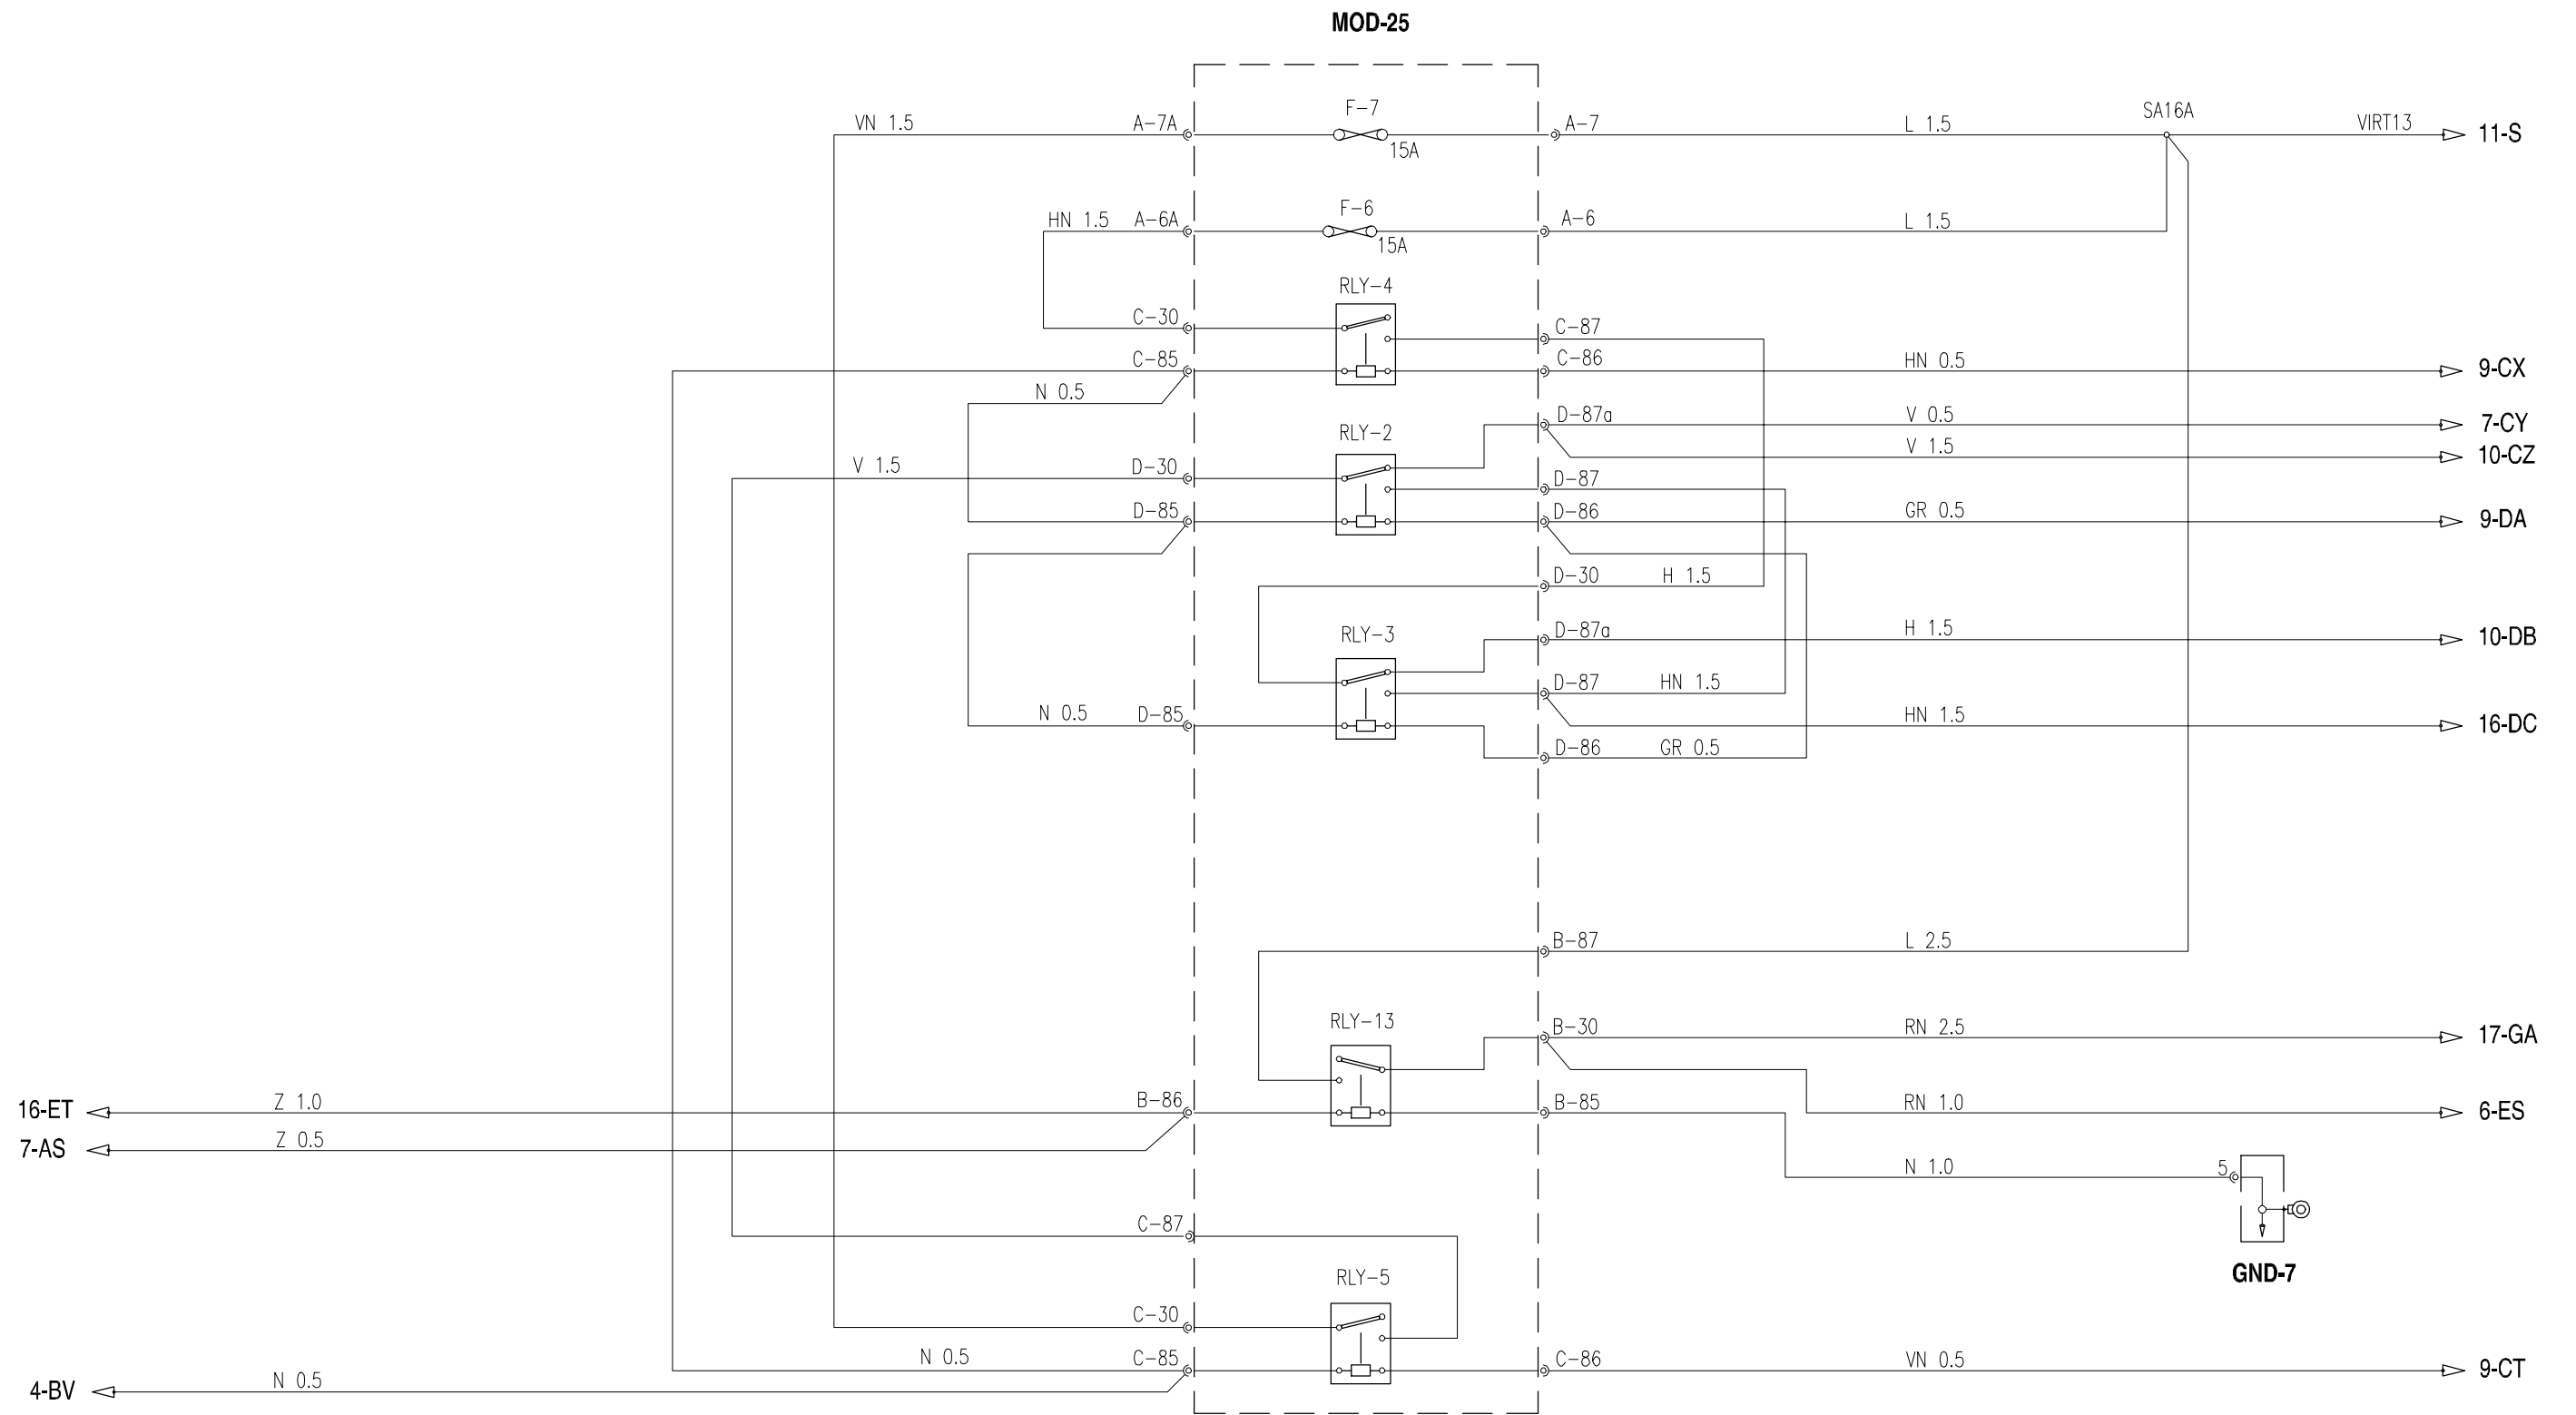 MOD-25
F-7
SA16A
VN 1.5 A-7A A-7 L 1.5 VIRT13 11-S
15A
F-6
HN 1.5 A-6A A-6 L 1.5
15A
RLY-4
C-30 C-87
C-85 C-86 HN 0.5 9-CX
N 0.5
D-87a V 0.5 7-CY
RLY-2
V 1.5 10-CZ
V 1.5 D-30 D-87
D-85 D-86 GR 0.5 9-DA
D-30 H 1.5
RLY-3 D-87a H 1.5 10-DB
D-87 HN 1.5
N 0.5 D-85 HN 1.5 16-DC
D-86 GR 0.5
B-87 L 2.5
RLY-13 B-30 RN 2.5 17-GA
16-ET Z 1.0 B-86 B-85 RN 1.0 6-ES
7-AS Z 0.5
N 1.0 5
C-87
GND-7
RLY-5
C-30
N 0.5 C-85 C-86 VN 0.5 9-CT
4-BV N 0.5